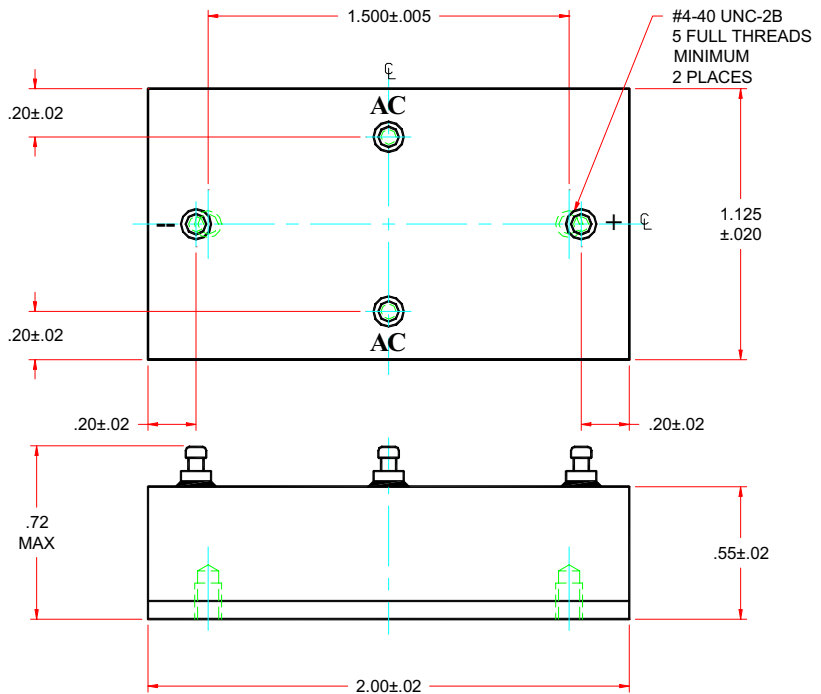 1.500±.005
#4-40 UNC-2B
5 FULL THREADS
MINIMUM
2 PLACES
℄
.20±.02
AC
1.125
±.020
--
+
℄
.20±.02
AC
.20±.02
.20±.02
.72
MAX
.55±.02
2.00±.02